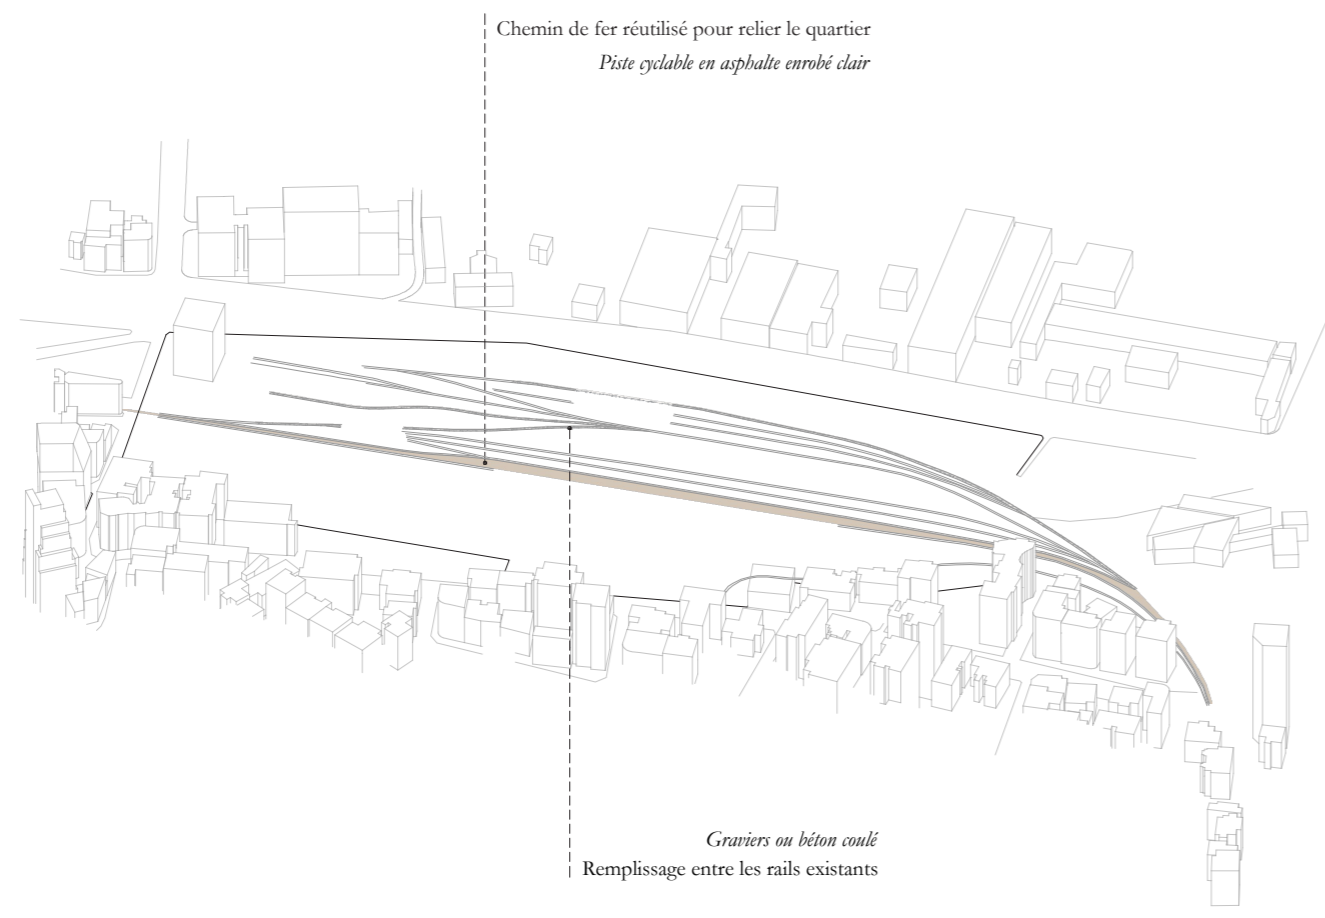 Chemin de fer réutilisé pour relier le quartier
Piste cyclable en asphalte enrobé clair
Graviers ou béton coulé
Remplissage entre les rails existants